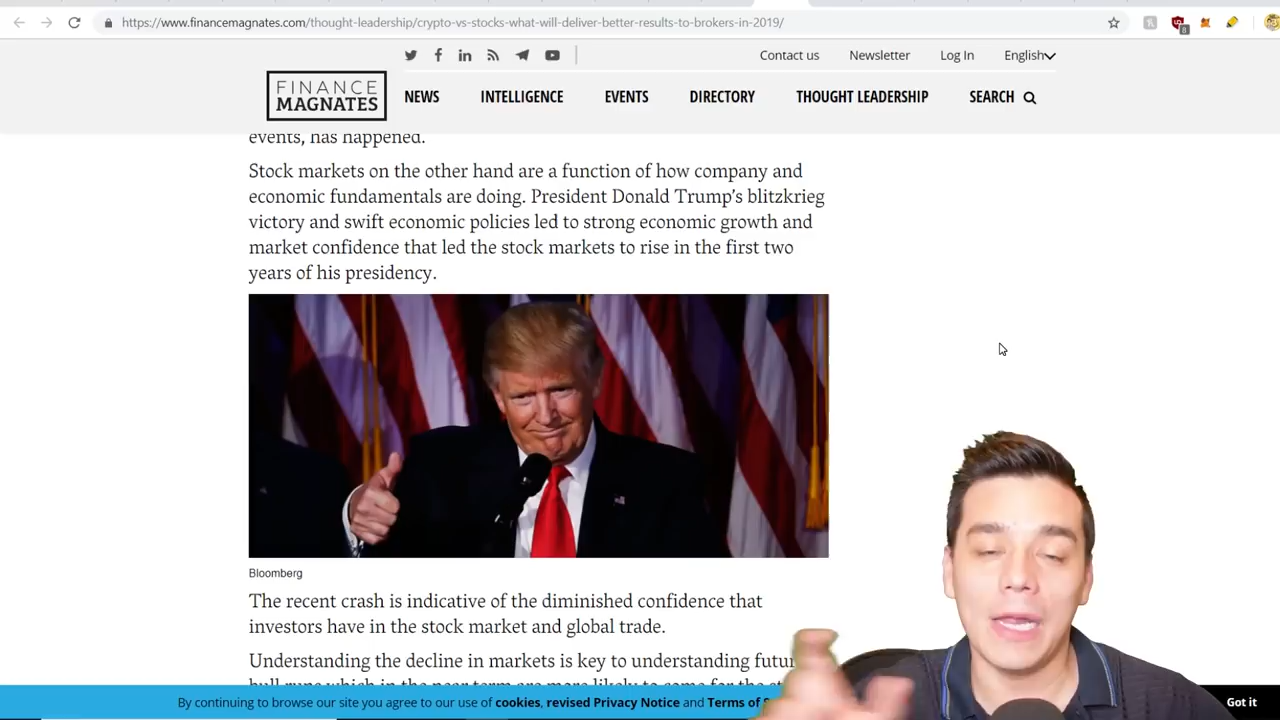 https://www.financemagnates.com/thought-leadership/crypto-vs-stocks-what-will-deliver-better-results-to-brokers-in-2019/
8
Contact us Newsletter Log In English
FINANCE
MAGNATES
NEWS INTELLIGENCE EVENTS DIRECTORY THOUGHT LEADERSHIP SEARCH
events, has happened.
Stock markets on the other hand are a function of how company and
economic fundamentals are doing. President Donald Trump’s blitzkrieg
victory and swift economic policies led to strong economic growth and
market confidence that led the stock markets to rise in the first two
years of his presidency.
Bloomberg
The recent crash is indicative of the diminished confidence that
investors have in the stock market and global trade.
Understanding the decline in markets is key to understanding
By continuing to browse our site you agree to our use of cookies, revised Privacy Notice and Terms of
Got it